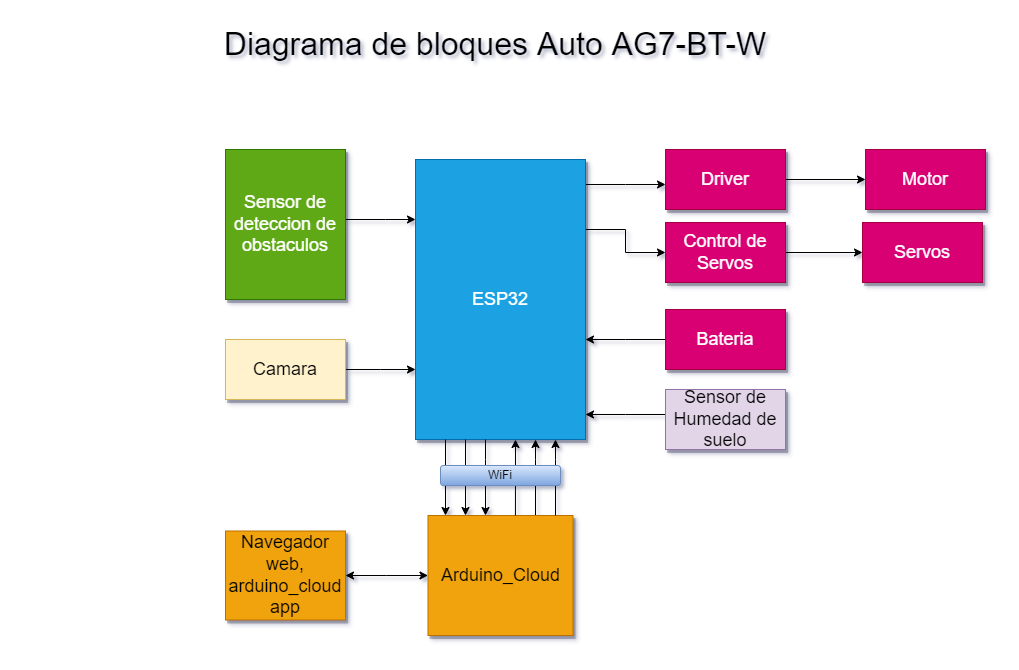 Diagrama de bloques Auto AG7-BT-W
Sensor de
deteccion de
obstaculos
ESP32
Driver
Motor
Control de
Servos
Servos
Camara
Bateria
Sensor de
Humedad de
suelo
WiFi
Navegador
web,
arduino_cloud
app
Arduino_Cloud